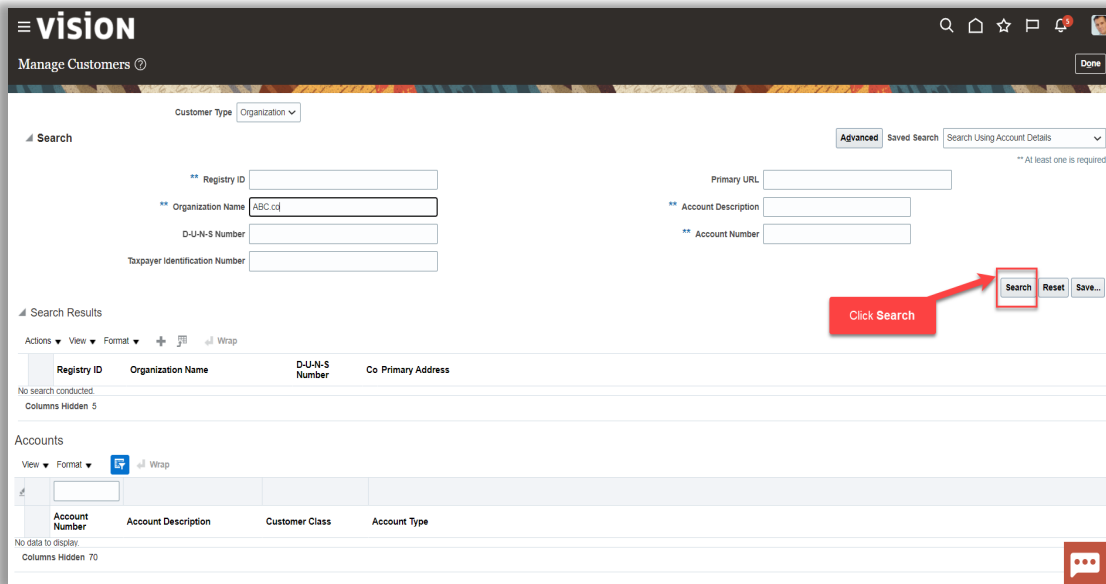 VISION
5
Manage Customers
Done
Customer Type Organization
Search
Advanced Saved Search Search Using Account Details
** At least one is required
** Registry ID
Primary URL
** Organization Name ABC.co
** Account Description
D-U-N-S Number
** Account Number
Taxpayer Identification Number
Search Reset Save...
Click Search
Search Results
Actions View Format Wrap
Registry ID Organization Name D-U-N-S Number Co Primary Address
No search conducted.
Columns Hidden 5
Accounts
View Format Wrap
Account Number Account Description Customer Class Account Type
No data to display.
Columns Hidden 70